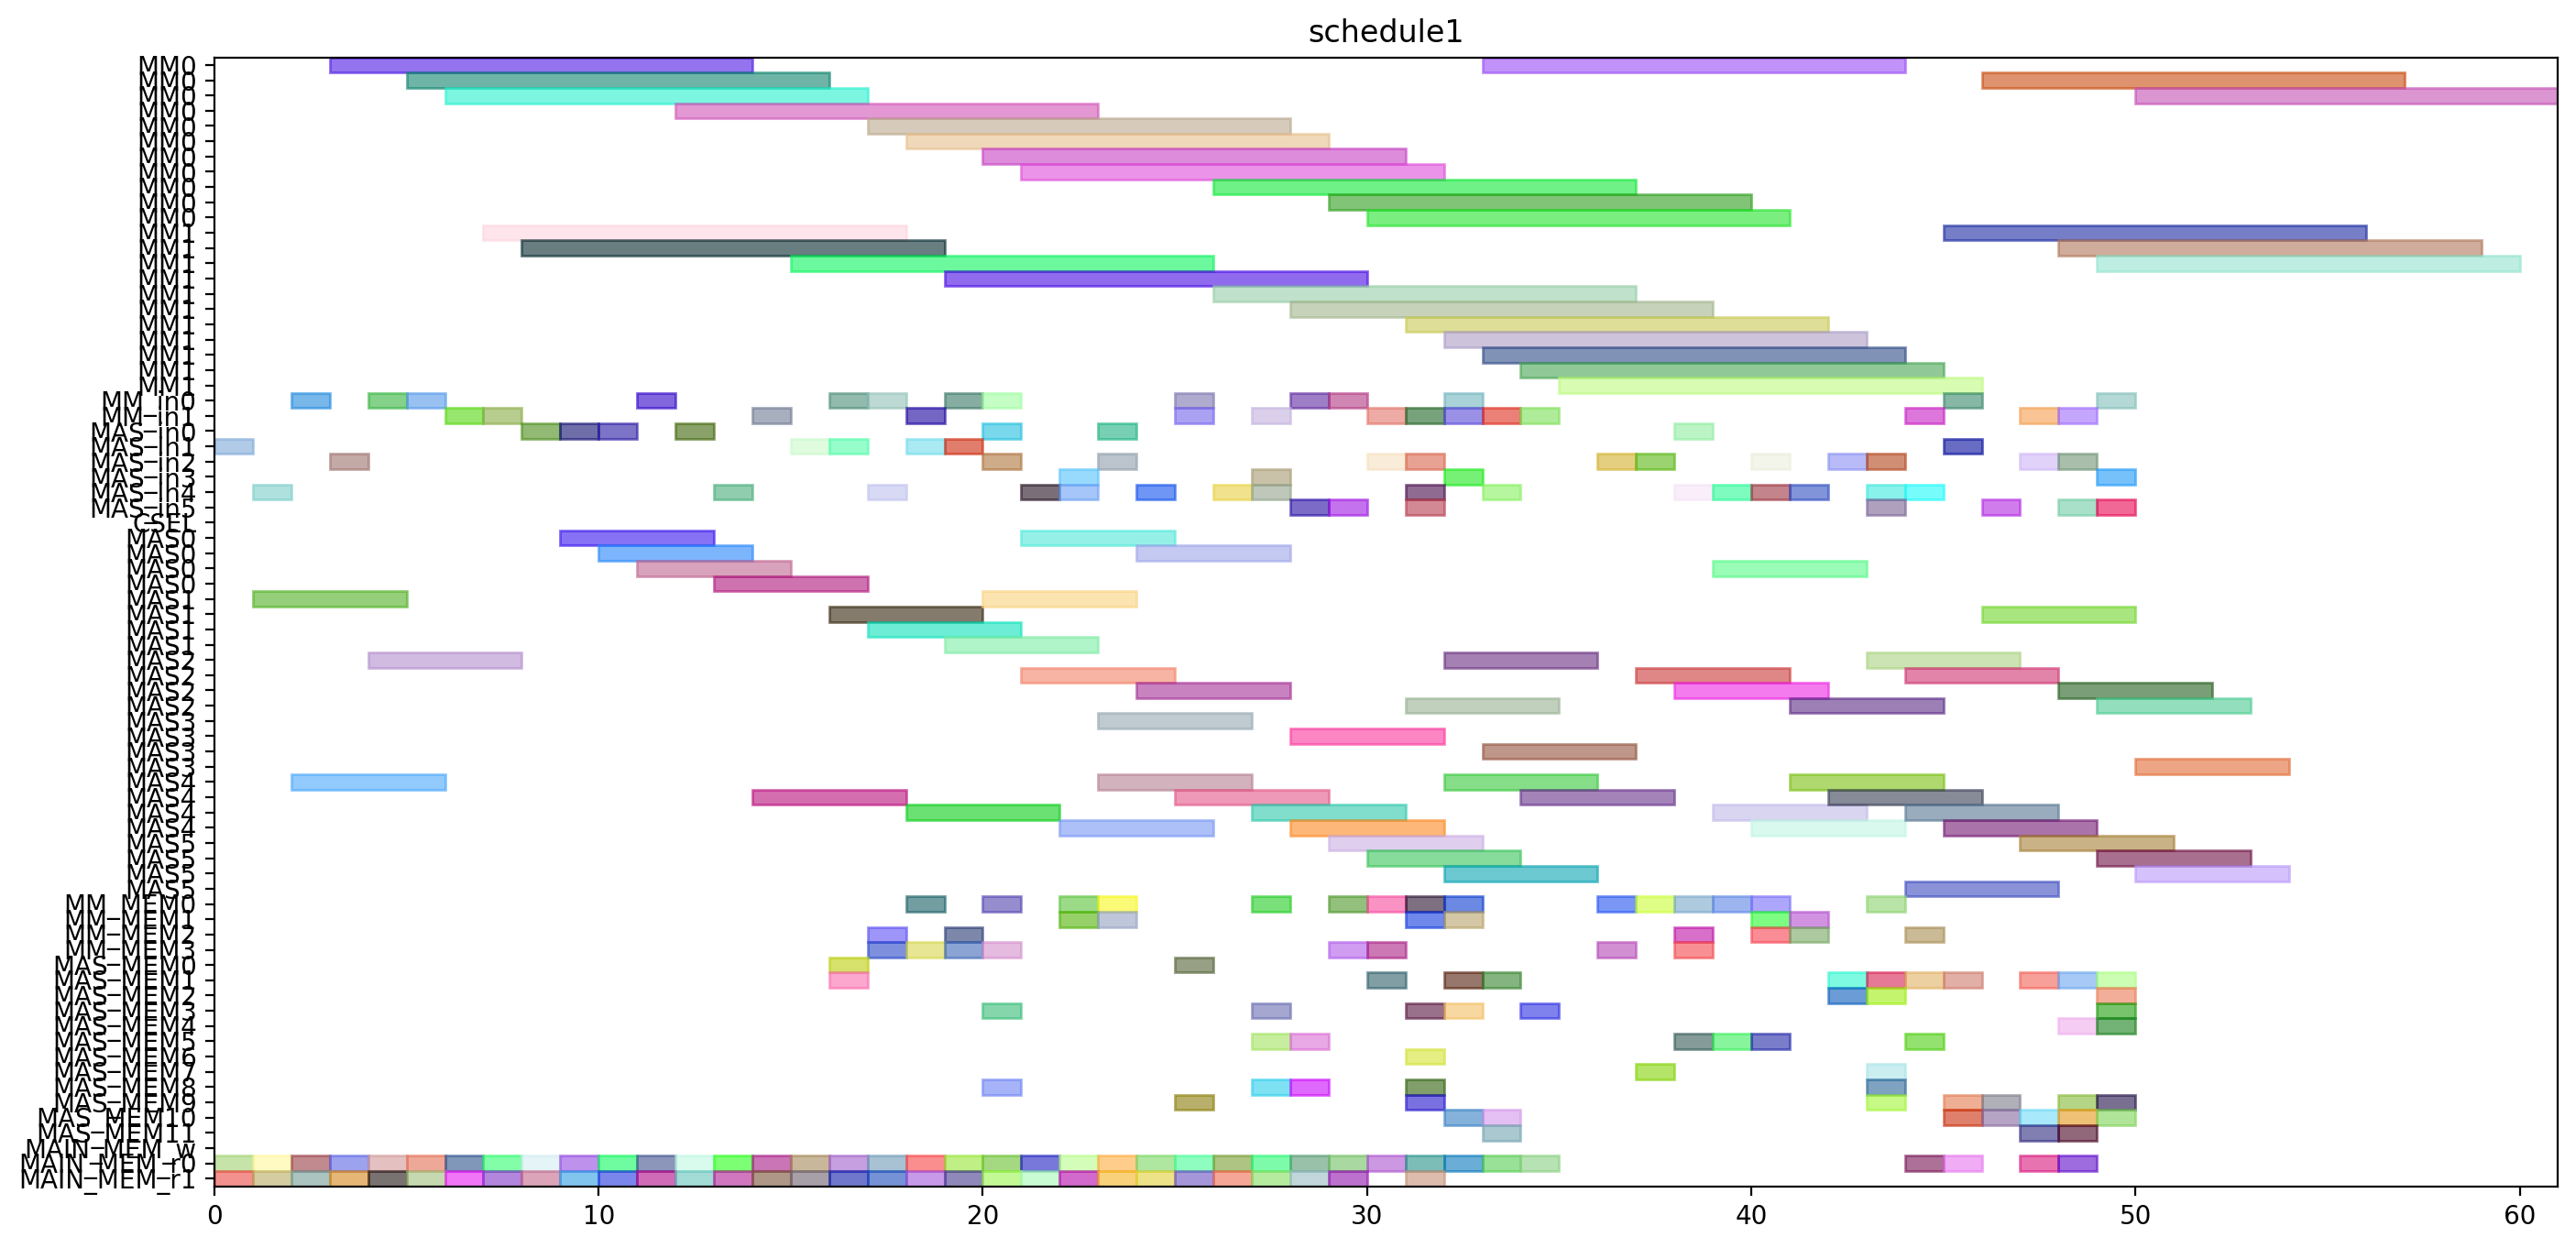 schedule1
MM0
MM0
MM0
MM0
MM0
MM0
MM0
MM0
MM0
MM0
MM0
MM1
MM1
MM1
MM1
MM1
MM1
MM1
MM1
MM1
MM1
MM1
MM_in0
MM_in1
MAS_in0
MAS_in1
MAS_in2
MAS_in3
MAS_in4
MAS_in5
CSEL
MAS0
MAS0
MAS0
MAS0
MAS1
MAS1
MAS1
MAS1
MAS2
MAS2
MAS2
MAS2
MAS3
MAS3
MAS3
MAS3
MAS4
MAS4
MAS4
MAS4
MAS5
MAS5
MAS5
MAS5
MM_MEM0
MM_MEM1
MM_MEM2
MM_MEM3
MAS_MEM0
MAS_MEM1
MAS_MEM2
MAS_MEM3
MAS_MEM4
MAS_MEM5
MAS_MEM6
MAS_MEM7
MAS_MEM8
MAS_MEM9
MAS_MEM10
MAS_MEM11
MAIN_MEM_w
MAIN_MEM_r0
MAIN_MEM_r1
0 10 20 30 40 50 60